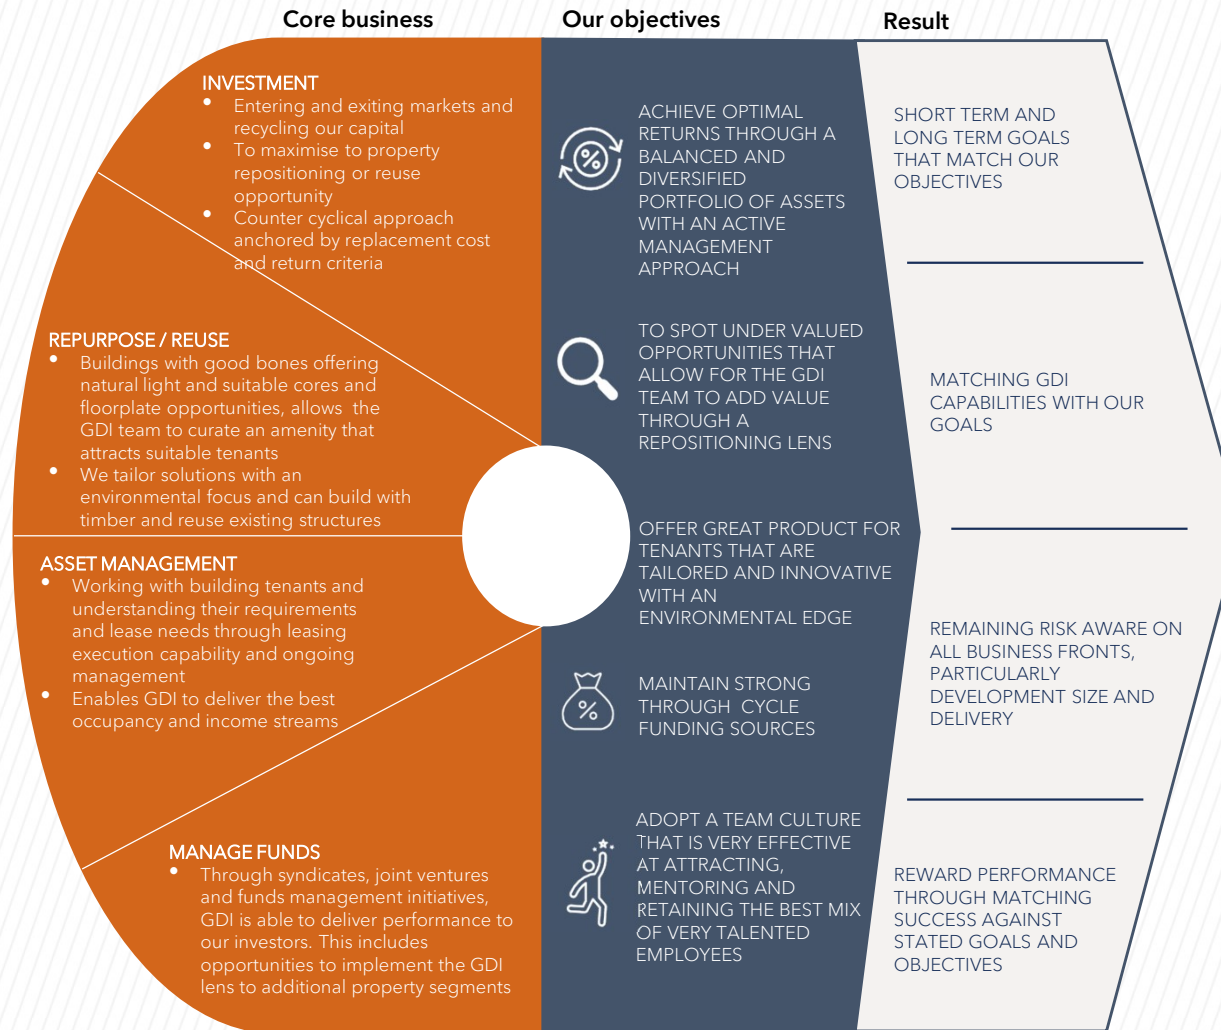 Core business
Our objectives
Result
INVESTMENT
• Entering and exiting markets and
recycling our capital
• To maximise to property
repositioning or reuse
opportunity
• Counter cyclical approach
anchored by replacement cost
and return criteria
REPURPOSE / REUSE
• Buildings with good bones offering
natural light and suitable cores and
floorplate opportunities, allows the
GDI team to curate an amenity that
attracts suitable tenants
• We tailor solutions with an
environmental focus and can build with
timber and reuse existing structures
ASSET MANAGEMENT
• Working with building tenants and
understanding their requirements
and lease needs through leasing
execution capability and ongoing
management
• Enables GDI to deliver the best
occupancy and income streams
MANAGE FUNDS
• Through syndicates, joint ventures
and funds management initiatives,
GDI is able to deliver performance to
our investors. This includes
opportunities to implement the GDI
lens to additional property segments
%
ACHIEVE OPTIMAL
RETURNS THROUGH A
BALANCED AND
DIVERSIFIED
PORTFOLIO OF ASSETS
WITH AN ACTIVE
MANAGEMENT
APPROACH
TO SPOT UNDER VALUED
OPPORTUNITIES THAT
ALLOW FOR THE GDI
TEAM TO ADD VALUE
THROUGH A
REPOSITIONING LENS
OFFER GREAT PRODUCT FOR
TENANTS THAT ARE
TAILORED AND INNOVATIVE
WITH AN
ENVIRONMENTAL EDGE
%
MAINTAIN STRONG
THROUGH CYCLE
FUNDING SOURCES
ADOPT A TEAM CULTURE
THAT IS VERY EFFECTIVE
AT ATTRACTING,
MENTORING AND
RETAINING THE BEST MIX
OF VERY TALENTED
EMPLOYEES
SHORT TERM AND
LONG TERM GOALS
THAT MATCH OUR
OBJECTIVES
MATCHING GDI
CAPABILITIES WITH OUR
GOALS
REMAINING RISK AWARE ON
ALL BUSINESS FRONTS,
PARTICULARLY
DEVELOPMENT SIZE AND
DELIVERY
REWARD PERFORMANCE
THROUGH MATCHING
SUCCESS AGAINST
STATED GOALS AND
OBJECTIVES